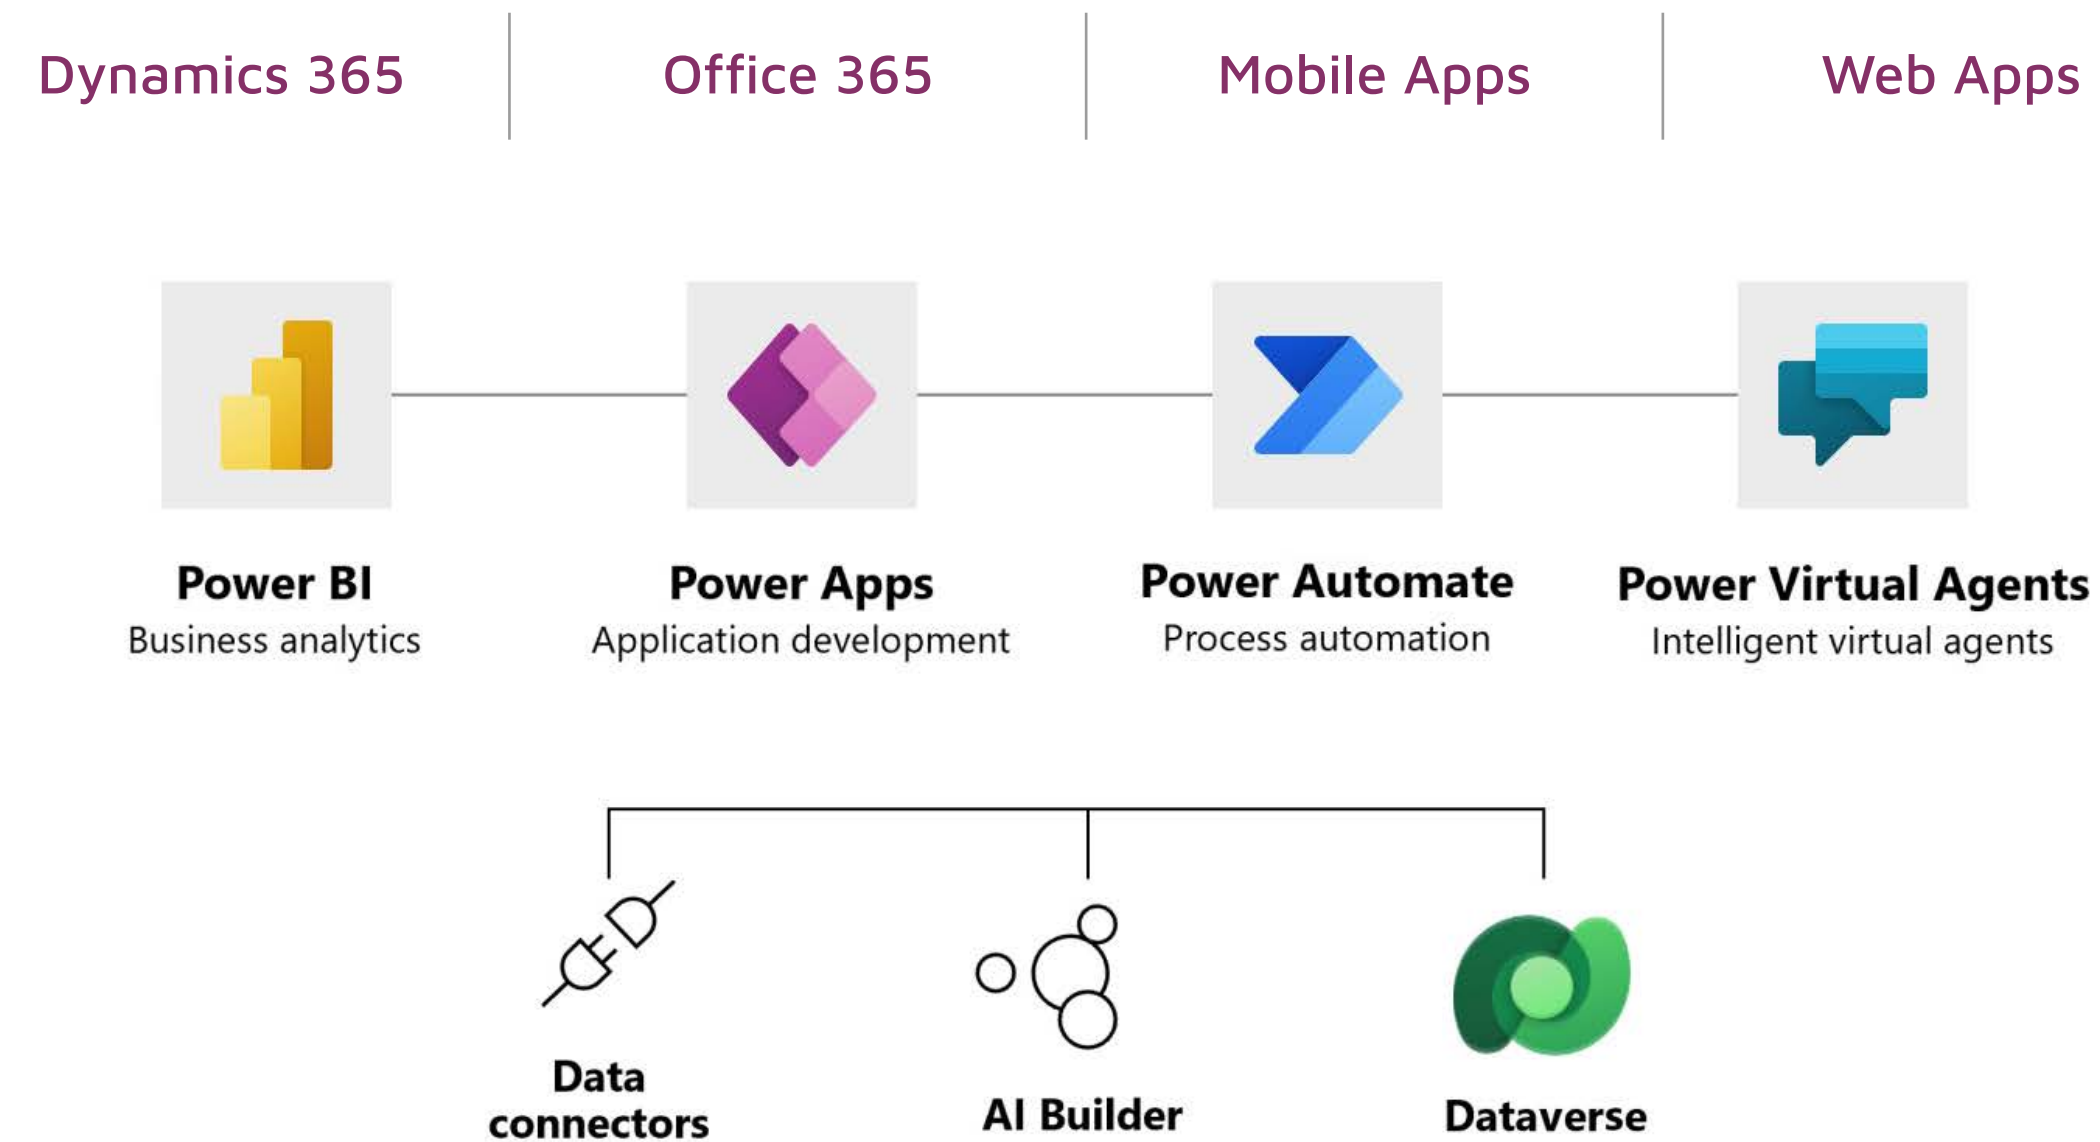 Dynamics 365
Office 365
Mobile Apps
Web Apps
Power BI
Business analytics
Power Apps
Application development
Power Automate
Process automation
Power Virtual Agents
Intelligent virtual agents
Data
connectors
AI Builder
Dataverse